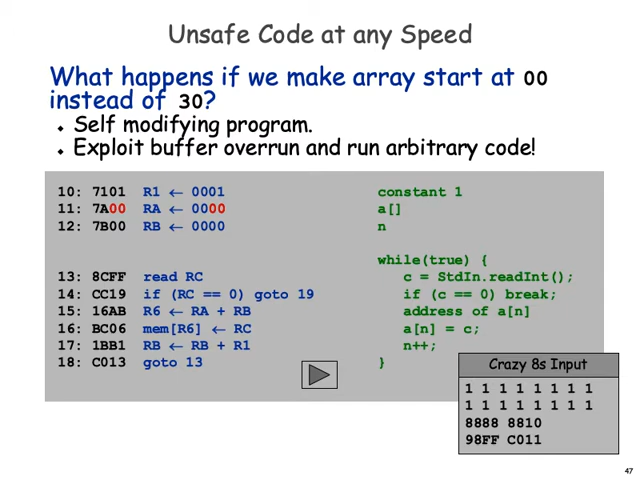 Unsafe Code at any Speed
What happens if we make array start at 00
instead of 30?
Self modifying program.
Exploit buffer overrun and run arbitrary code!
10: 7101 R1 ← 0001 constant 1
11: 7A00 RA ← 0000 a[]
12: 7B00 RB ← 0000 n
while(true) {
13: 8CFF read RC c = StdIn.readInt();
14: CC19 if (RC == 0) goto 19 if (c == 0) break;
15: 16AB R6 ← RA + RB address of a[n]
16: BC06 mem[R6] ← RC a[n] = c;
17: 1BB1 RB ← RB + R1 n++;
18: C013 goto 13 }
Crazy 8s Input
1 1 1 1 1 1 1 1
1 1 1 1 1 1 1 1
8888 8810
98FF C011
47